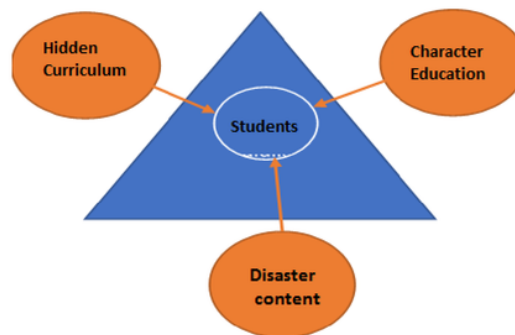 Hidden
Curriculum
Character
Education
Students
Disaster
content